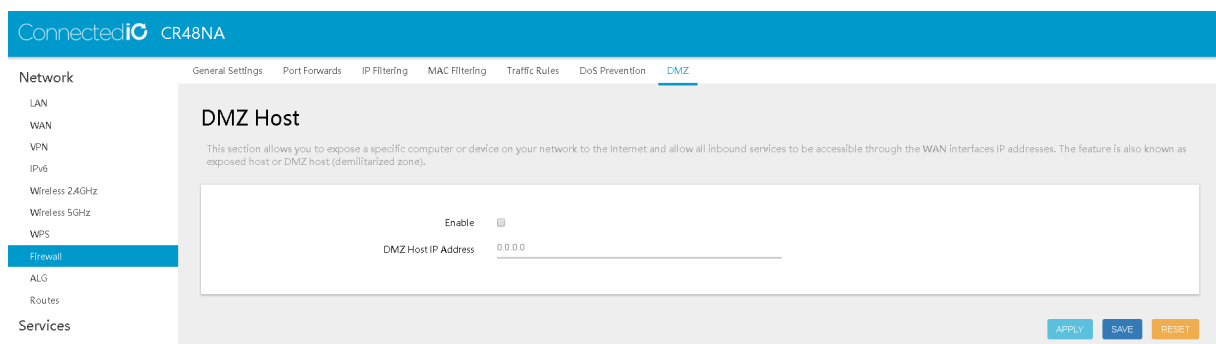 ConnectediO CR48NA
Network
LAN
WAN
VPN
IPv6
Wireless 2.4GHz
Wireless 5GHz
WPS
Firewall
ALG
Routes
Services
General Settings Port Forwards IP Filtering MAC Filtering Traffic Rules DoS Prevention DMZ
DMZ Host
This section allows you to expose a specific computer or device on your network to the Internet and allow all inbound services to be accessible through the WAN interfaces IP addresses. The feature is also known as
exposed host or DMZ host (demilitarized zone).
Enable
DMZ Host IP Address 0.0.0.0
APPLY SAVE RESET